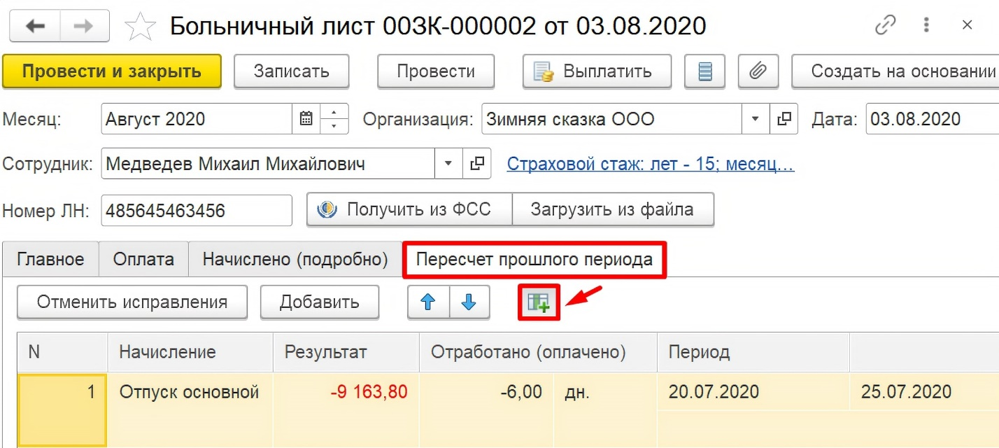 Больничный лист 00ЗК-000002 от 03.08.2020
Провести и закрыть Записать Провести Выплатить Создать на основании
Месяц: Август 2020 Организация: Зимняя сказка ООО Дата: 03.08.2020
Сотрудник: Медведев Михаил Михайлович Страховой стаж: лет - 15; месяц...
Номер ЛН: 485645463456 Получить из ФСС Загрузить из файла
Главное Оплата Начислено (подробно) Пересчет прошлого периода
Отменить исправления Добавить
N Начисление Результат Отработано (оплачено) Период
1 Отпуск основной -9 163,80 -6,00 дн. 20.07.2020 25.07.2020